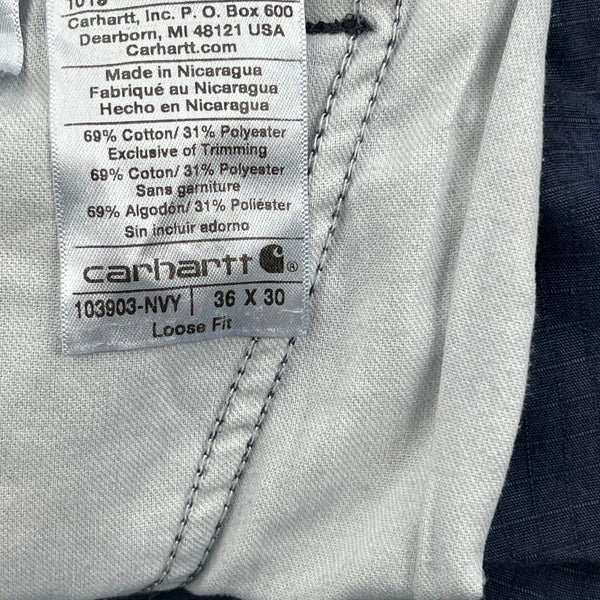 Carhartt, Inc. P. O. Box 600
Dearborn, MI 48121 USA
Carhartt.com
Made in Nicaragua
Fabriqué au Nicaragua
Hecho en Nicaragua
69% Cotton/ 31% Polyester
Exclusive of Trimming
69% Coton/ 31% Polyester
Sans garniture
69% Algodón/ 31% Poliéster
Sin incluir adorno
carhartt ®
103903-NVY | 36 X 30
Loose Fit